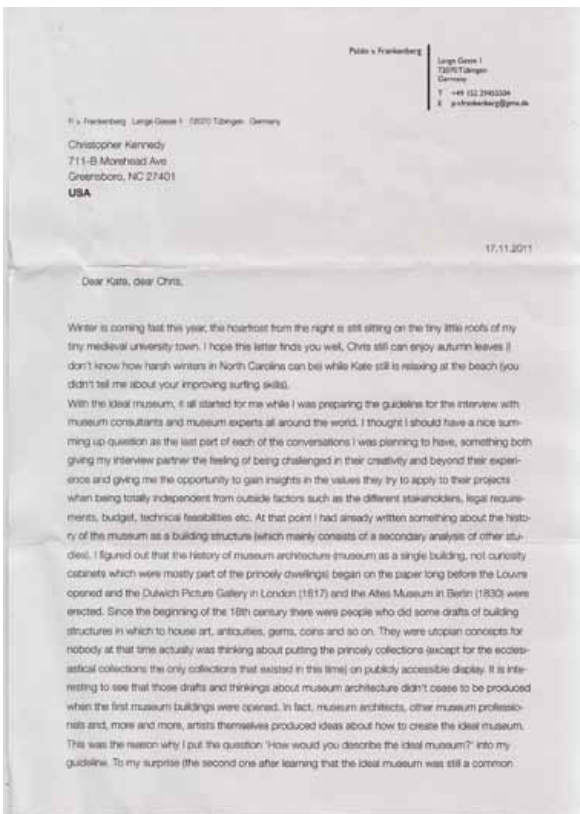 Pablo v. Frankenberg
Lange Gasse 1
72070 Tübingen
Germany
T +49 152 29455504
E p.v.frankenberg@gmx.de
P. v. Frankenberg Lange Gasse 1 72070 Tübingen Germany
Christopher Kennedy
711-B Morehead Ave
Greensboro, NC 27401
USA
17.11.2011
Dear Kate, dear Chris,
Winter is coming fast this year, the hoarfrost from the night is still sitting on the tiny little roofs of my
tiny medieval university town. I hope this letter finds you well, Chris still can enjoy autumn leaves (I
don't know how harsh winters in North Carolina can be) while Kate still is relaxing at the beach (you
didn't tell me about your improving surfing skills).
With the ideal museum, it all started for me while I was preparing the guideline for the interview with
museum consultants and museum experts all around the world. I thought I should have a nice sum-
ming up question as the last part of each of the conversations I was planning to have, something both
giving my interview partner the feeling of being challenged in their creativity and beyond their experi-
ence and giving me the opportunity to gain insights in the values they try to apply to their projects
when being totally independent from outside factors such as the different stakeholders, legal require-
ments, budget, technical feasibilities etc. At that point I had already written something about the histo-
ry of the museum as a building structure (which mainly consists of a secondary analysis of other stu-
dies). I figured out that the history of museum architecture (museum as a single building, not curiosity
cabinets which were mostly part of the princely dwellings) began on the paper long before the Louvre
opened and the Dulwich Picture Gallery in London (1817) and the Altes Museum in Berlin (1830) were
erected. Since the beginning of the 18th century there were people who did some drafts of building
structures in which to house art, antiquities, gems, coins and so on. They were utopian concepts for
nobody at that time actually was thinking about putting the princely collections (except for the ecclesi-
astical collections the only collections that existed in this time) on publicly accessible display. It is inte-
resting to see that those drafts and thinkings about museum architecture didn't cease to be produced
when the first museum buildings were opened. In fact, museum architects, other museum professio-
nals and, more and more, artists themselves produced ideas about how to create the ideal museum.
This was the reason why I put the question 'How would you describe the ideal museum?' into my
guideline. To my surprise (the second one after learning that the ideal museum was still a common